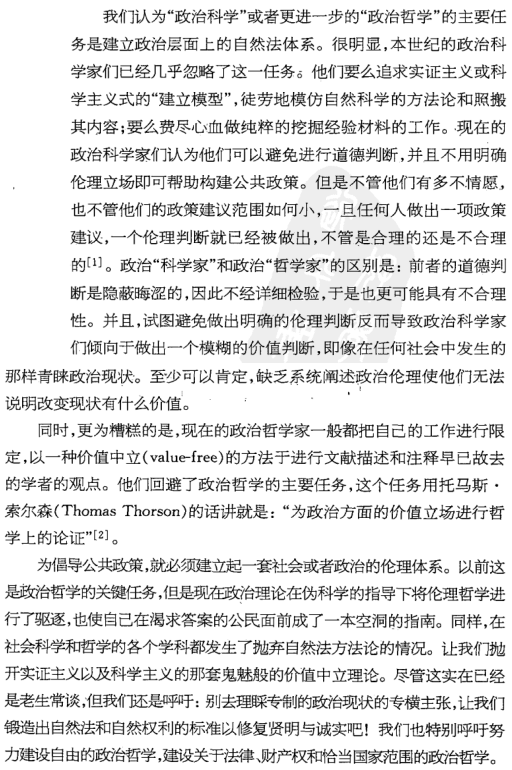 我们认为“政治科学”或者更进一步的“政治哲学”的主要任
务是建立政治层面上的自然法体系。很明显,本世纪的政治科
学家们已经几乎忽略了这一任务。他们要么追求实证主义或科
学主义式的“建立模型”,徒劳地模仿自然科学的方法论和照搬
其内容;要么费尽心血做纯粹的挖掘经验材料的工作。现在的
政治科学家们认为他们可以避免进行道德判断,并且不用明确
伦理立场即可帮助构建公共政策。但是不管他们有多不情愿,
也不管他们的政策建议范围如何小,一旦任何人做出一项政策
建议,一个伦理判断就已经被做出,不管是合理的还是不合理
的[1]。政治“科学家”和政治“哲学家”的区别是:前者的道德判
断是隐蔽晦涩的,因此不经详细检验,于是也更可能具有不合理
性。并且,试图避免做出明确的伦理判断反而导致政治科学家
们倾向于做出一个模糊的价值判断,即像在任何社会中发生的
那样青睐政治现状。至少可以肯定,缺乏系统阐述政治伦理使他们无法
说明改变现状有什么价值。
同时,更为糟糕的是,现在的政治哲学家一般都把自己的工作进行限
定,以一种价值中立(value-free)的方法于进行文献描述和注释早已故去
的学者的观点。他们回避了政治哲学的主要任务,这个任务用托马斯·
索尔森(Thomas Thorson)的话讲就是:“为政治方面的价值立场进行哲
学上的论证”[2]。
为倡导公共政策,就必须建立起一套社会或者政治的伦理体系。以前这
是政治哲学的关键任务,但是现在政治理论在伪科学的指导下将伦理哲学进
行了驱逐,也使自己在渴求答案的公民面前成了一本空洞的指南。同样,在
社会科学和哲学的各个学科都发生了抛弃自然法方法论的情况。让我们抛
开实证主义以及科学主义的那套鬼魅般的价值中立理论。尽管这实在已经
是老生常谈,但我们还是呼吁:别去理睬专制的政治现状的专横主张,让我们
锻造出自然法和自然权利的标准以修复贤明与诚实吧!我们也特别呼吁努
力建设自由的政治哲学,建设关于法律、财产权和恰当国家范围的政治哲学。